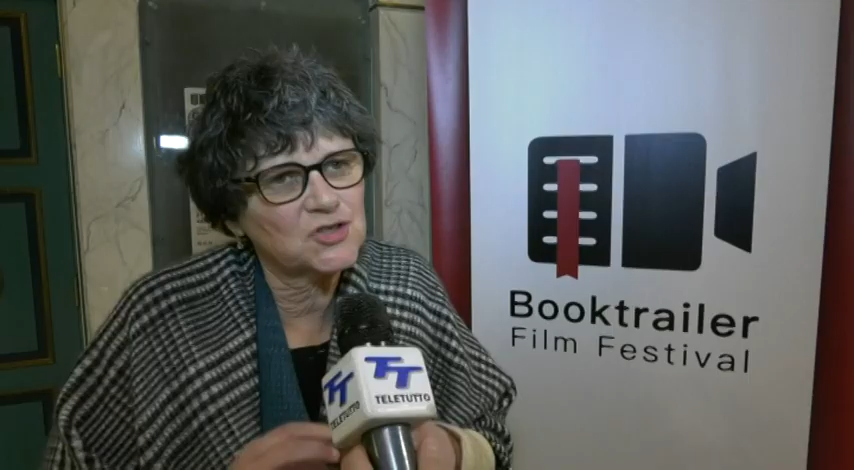 Booktrailer
Film Festival
TT
TELETUTTO
TT
TELETUTTO